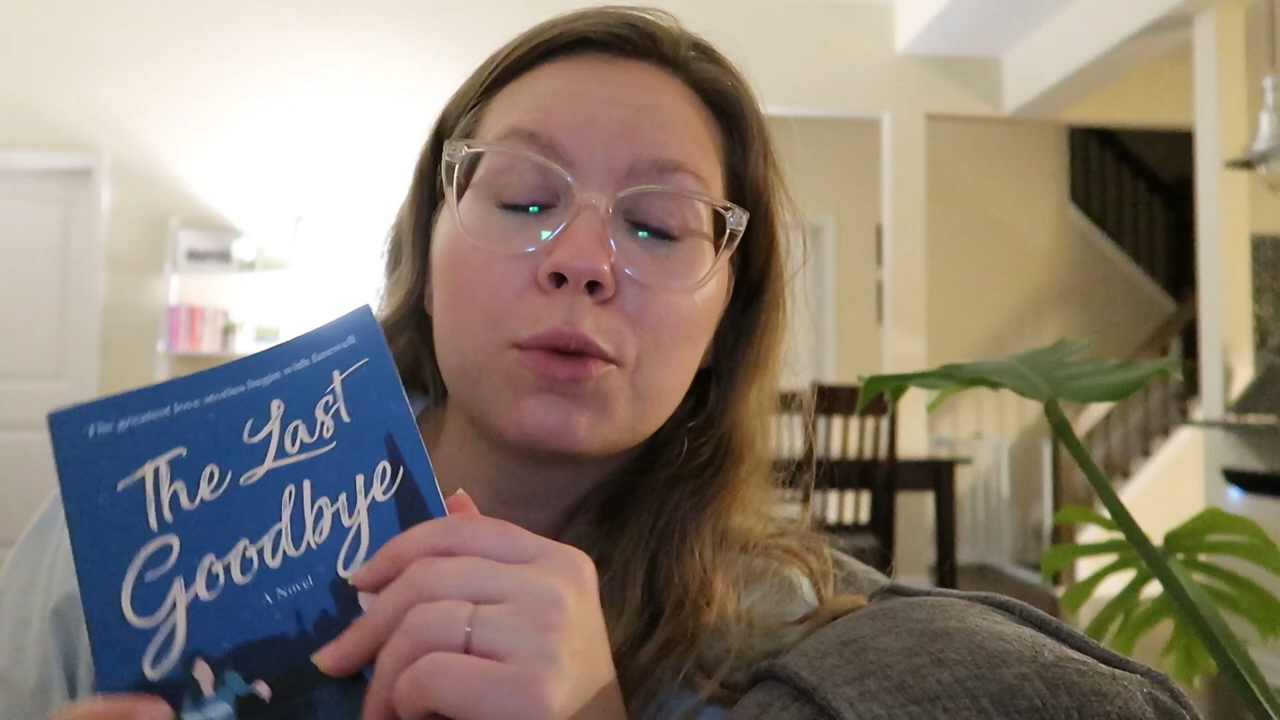 The greatest love stories begin with farewell
The Last
Goodbye
A Novel